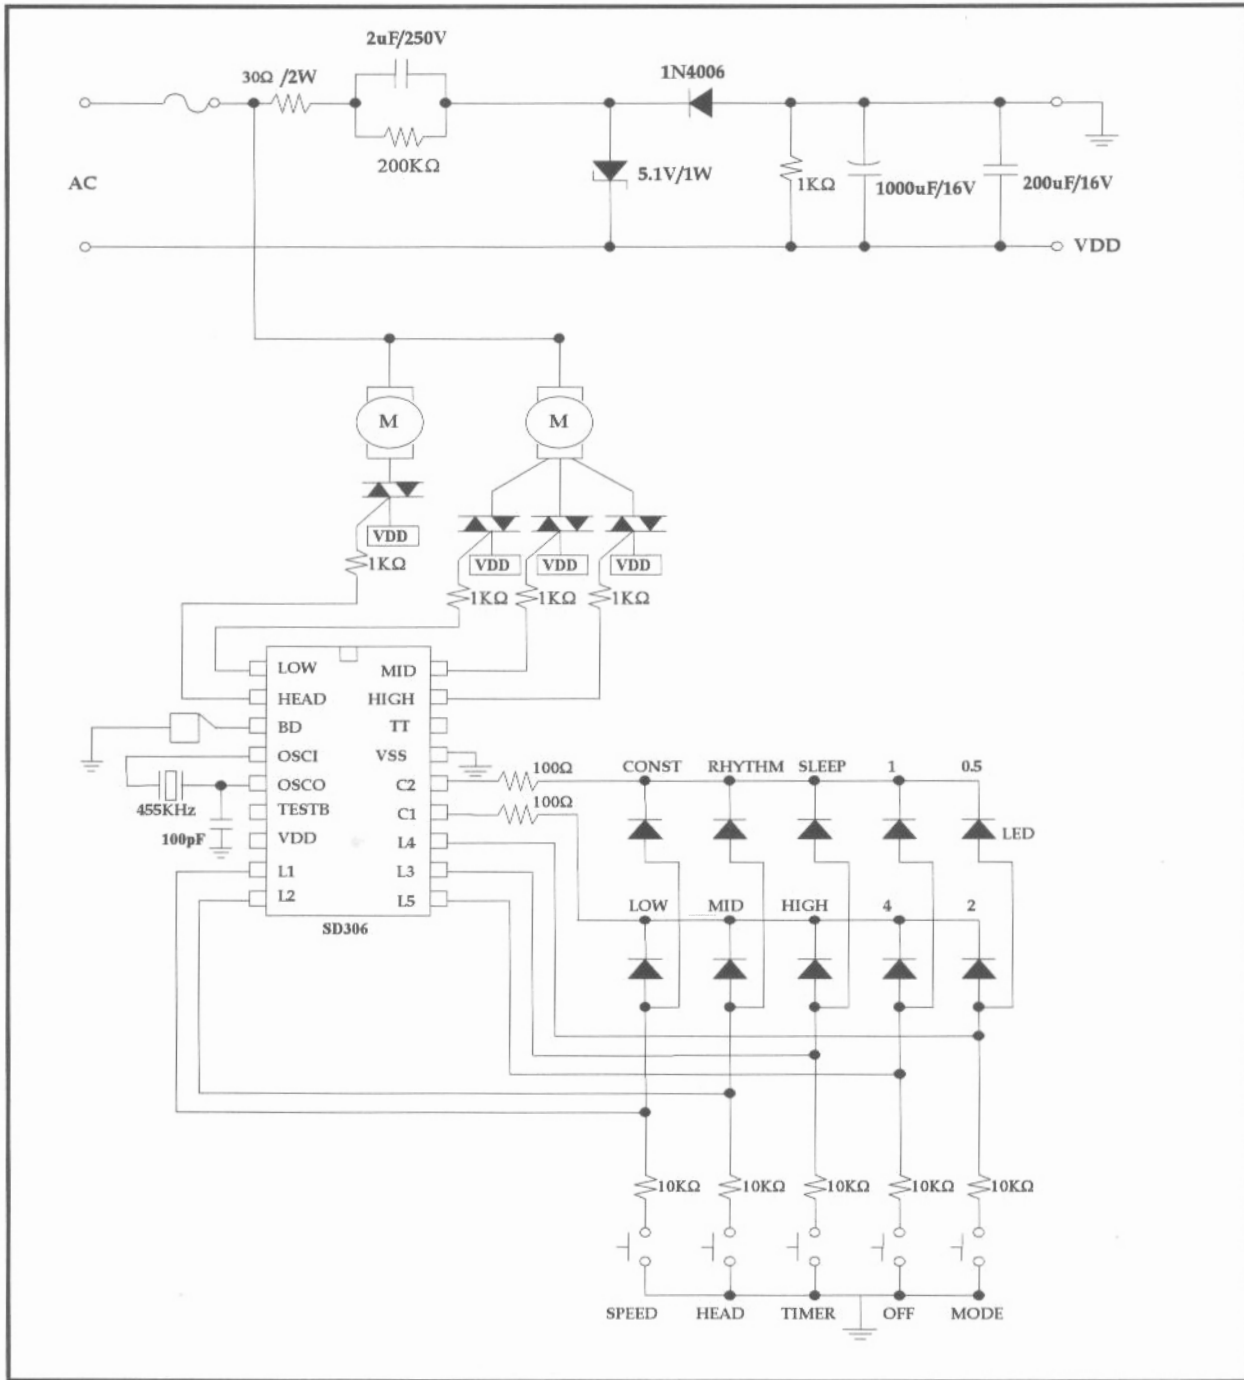 2uF/250V
30Ω /2W
1N4006
200KΩ
AC
5.1V/1W
1KΩ
1000uF/16V
200uF/16V
VDD
M
M
VDD
1KΩ
VDD
VDD
VDD
1KΩ
1KΩ
1KΩ
LOW
MID
HEAD
HIGH
BD
TT
OSCI
VSS
OSCO
C2
TESTB
C1
VDD
L4
L1
L3
L2
L5
SD306
455KHz
100pF
100Ω
100Ω
CONST
RHYTHM
SLEEP
1
0.5
LED
LOW
MID
HIGH
4
2
10KΩ
10KΩ
10KΩ
10KΩ
10KΩ
SPEED
HEAD
TIMER
OFF
MODE